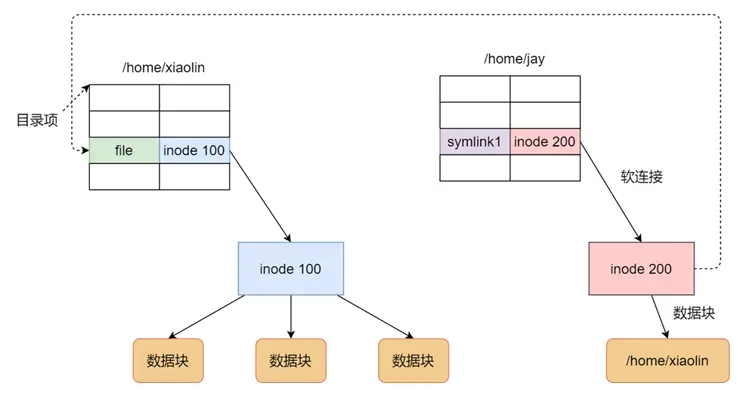 /home/xiaolin
/home/jay
目录项
file
inode 100
symlink1
inode 200
软连接
inode 100
inode 200
数据块
数据块
数据块
数据块
/home/xiaolin